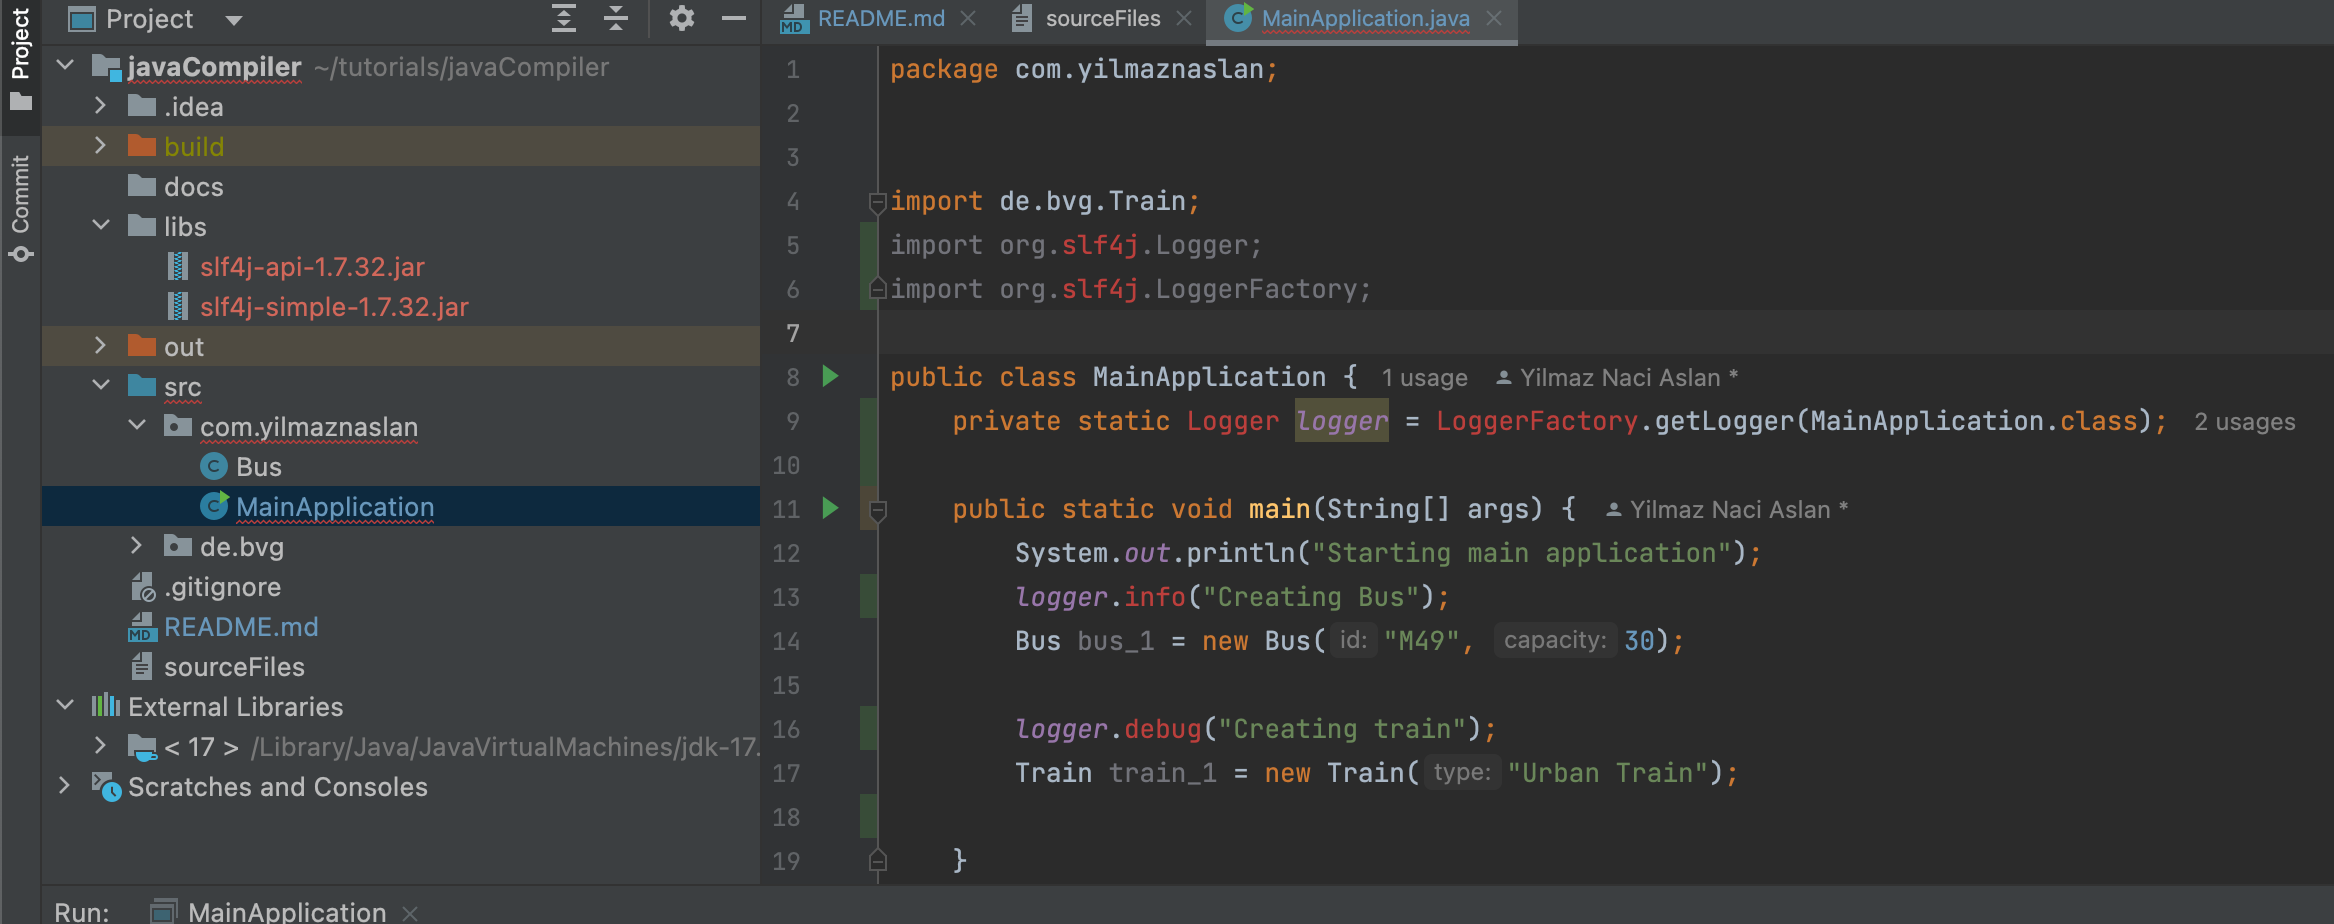 Project
Commit
Project
javaCompiler ~/tutorials/javaCompiler
.idea
build
docs
libs
slf4j-api-1.7.32.jar
slf4j-simple-1.7.32.jar
out
src
com.yilmaznaslan
C Bus
C MainApplication
de.bvg
.gitignore
MD README.md
sourceFiles
External Libraries
< 17 > /Library/Java/JavaVirtualMachines/jdk-17.
Scratches and Consoles
MD README.md
sourceFiles
C MainApplication.java
1 package com.yilmaznaslan;
2
3
4 import de.bvg.Train;
5 import org.slf4j.Logger;
6 import org.slf4j.LoggerFactory;
7
8 public class MainApplication { 1 usage Yilmaz Naci Aslan *
9 private static Logger logger = LoggerFactory.getLogger(MainApplication.class); 2 usages
10
11 public static void main(String[] args) { Yilmaz Naci Aslan *
12 System.out.println("Starting main application");
13 logger.info("Creating Bus");
14 Bus bus_1 = new Bus( id: "M49", capacity: 30);
15
16 logger.debug("Creating train");
17 Train train_1 = new Train( type: "Urban Train");
18
19 }
Run: MainApplication